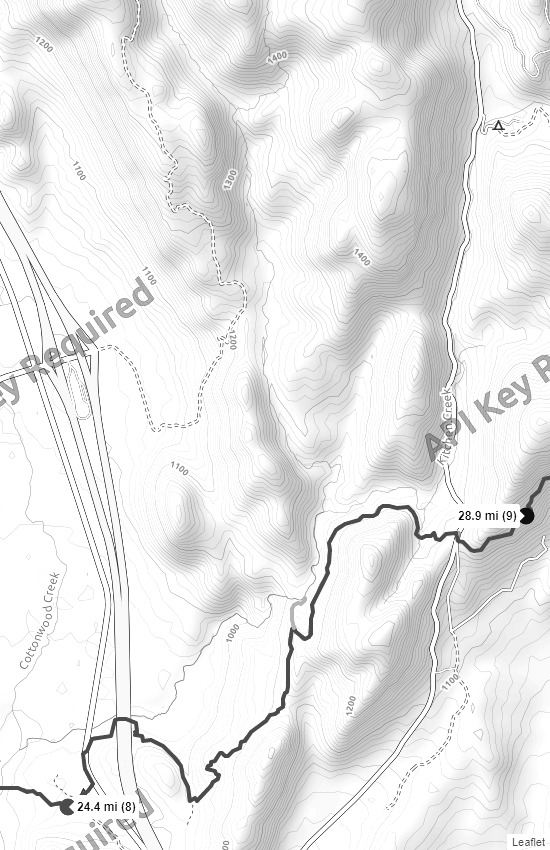 1200
1400
1100
1300
1400
1100
Key Required
1200
API Key R
Kitchen Creek
1100
28.9 mi (9)
Cottonwood Creek
1000
1100
1200
24.4 mi (8)
quired
Leaflet